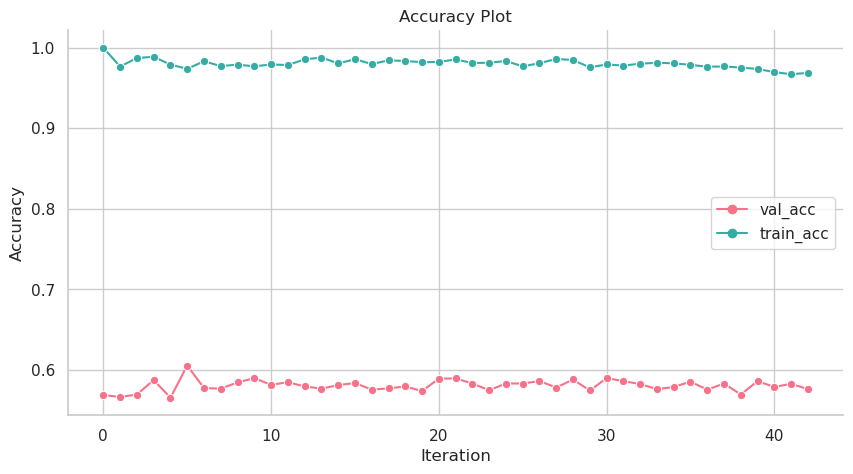 Accuracy Plot
1.0
0.9
0.8
0.7
0.6
Accuracy
val_acc
train_acc
0 10 20 30 40
Iteration